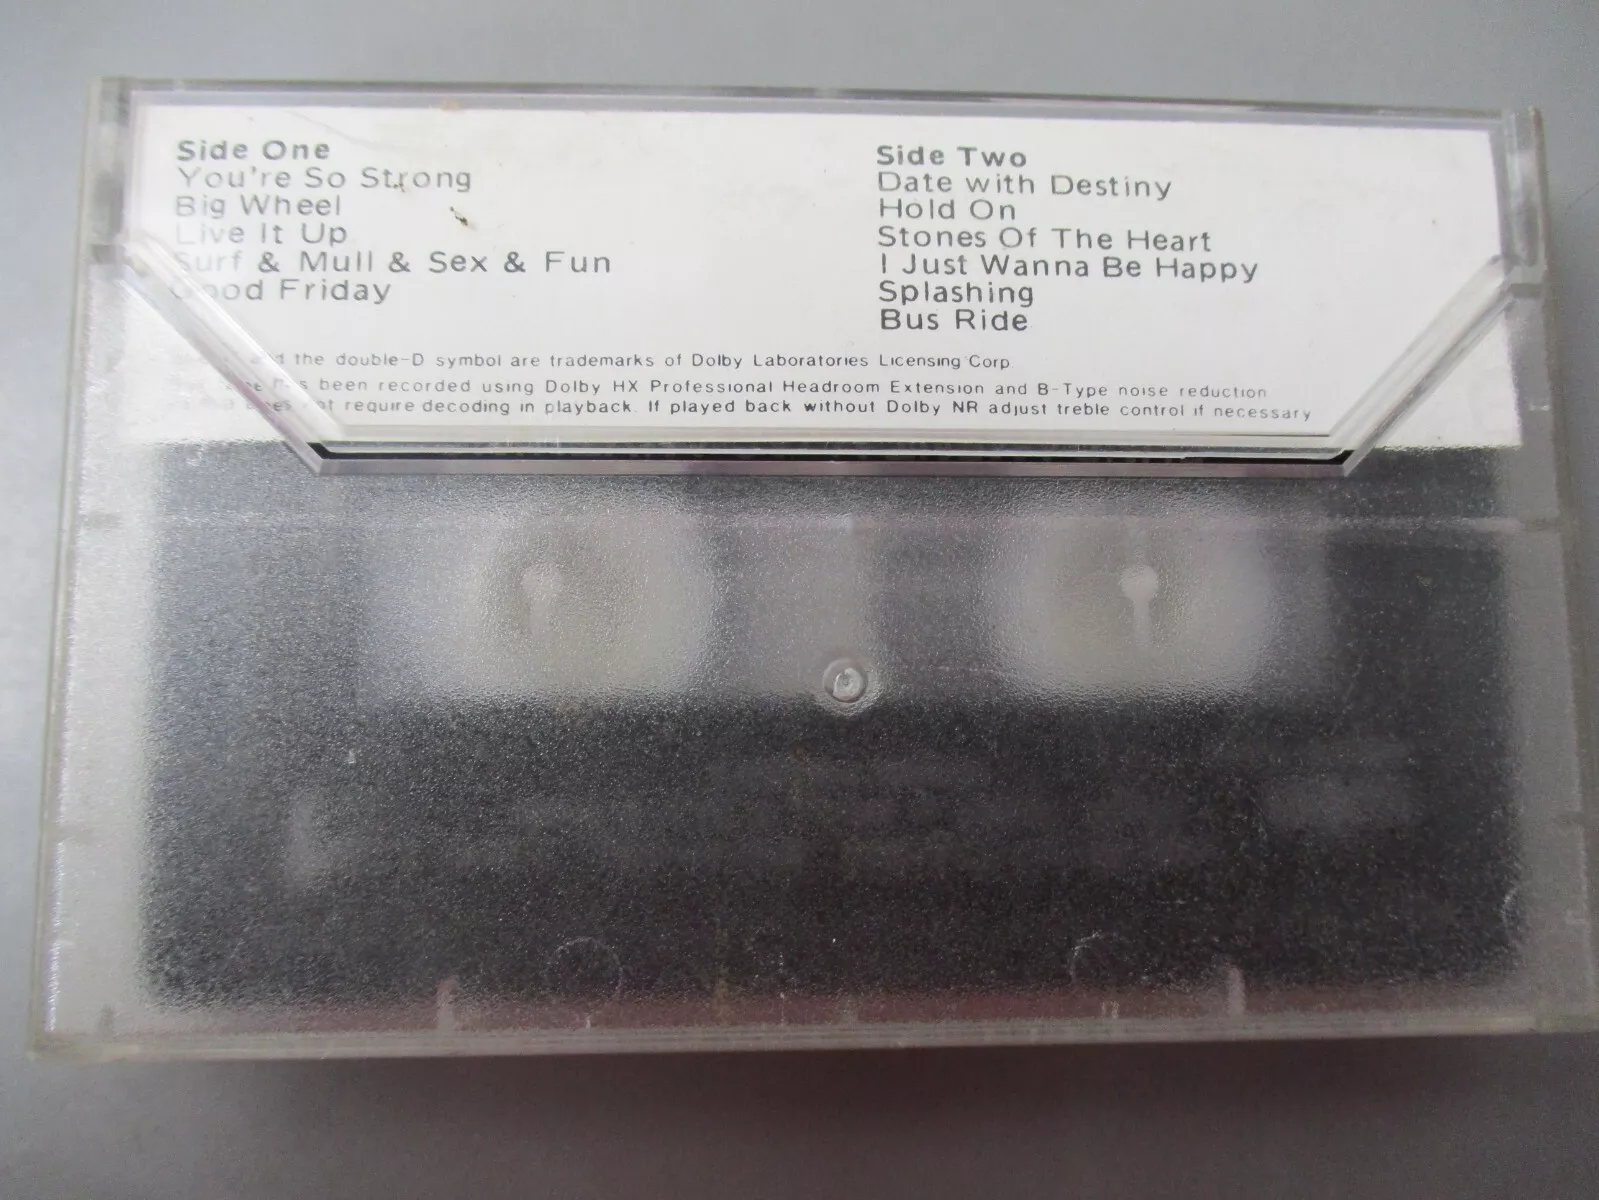 Side One
You're So Strong
Big Wheel
Live It Up
Surf & Mull & Sex & Fun
Good Friday
Side Two
Date with Destiny
Hold On
Stones Of The Heart
I Just Wanna Be Happy
Splashing
Bus Ride
the double-D symbol are trademarks of Dolby Laboratories Licensing Corp
been recorded using Dolby HX Professional Headroom Extension and B-Type noise reduction
require decoding in playback. If played back without Dolby NR adjust treble control if necessary